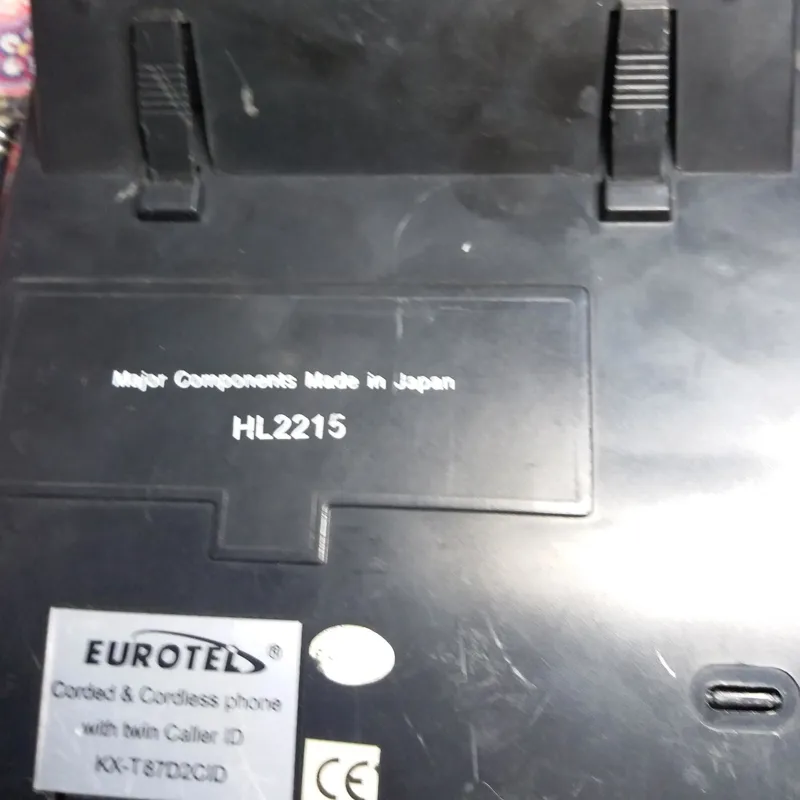 Major Components Made in Japan
HL2215
EUROTEL®
Corded & Cordless phone
with twin Caller ID
KX-T87D2CID
CE